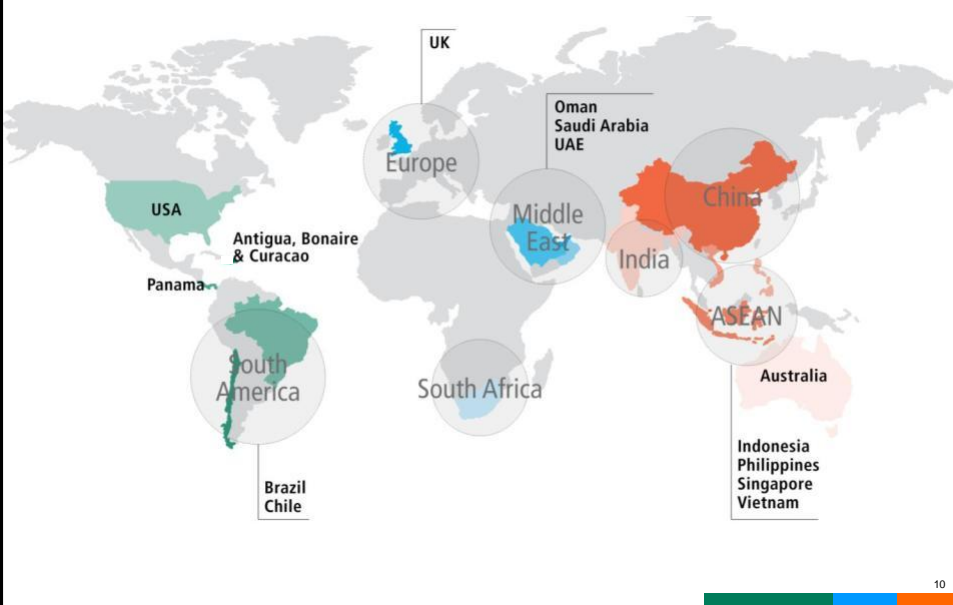 UK
Oman
Saudi Arabia
UAE
Europe
China
USA
Middle
East
Antigua, Bonaire
& Curacao
India
Panama
ASEAN
South
America
South Africa
Australia
Indonesia
Philippines
Singapore
Vietnam
Brazil
Chile
10